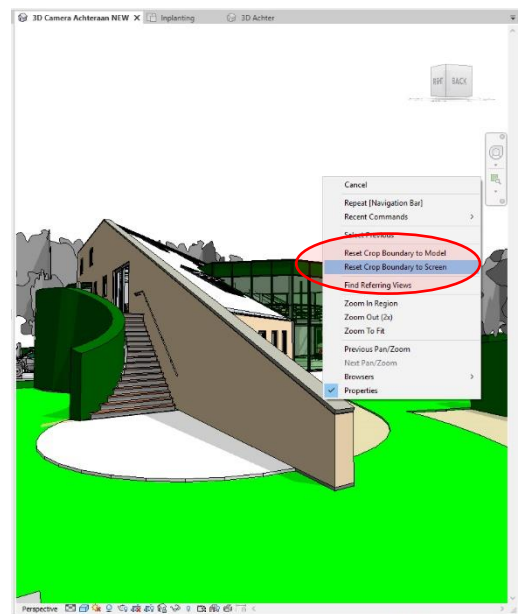 3D Camera Achteraan NEW
Inplanting
3D Achter
BACK
Cancel
Repeat [Navigation Bar]
Recent Commands
Select Previous
Reset Crop Boundary to Model
Reset Crop Boundary to Screen
Find Referring Views
Zoom In Region
Zoom Out (2x)
Zoom To Fit
Previous Pan/Zoom
Next Pan/Zoom
Browsers
Properties
Perspective